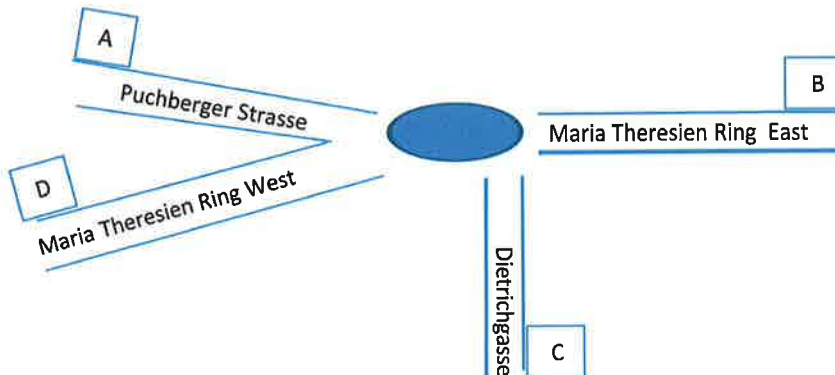 A
Puchberger Strasse
B
Maria Theresien Ring East
D
Maria Theresien Ring West
Dietrichgasse
C